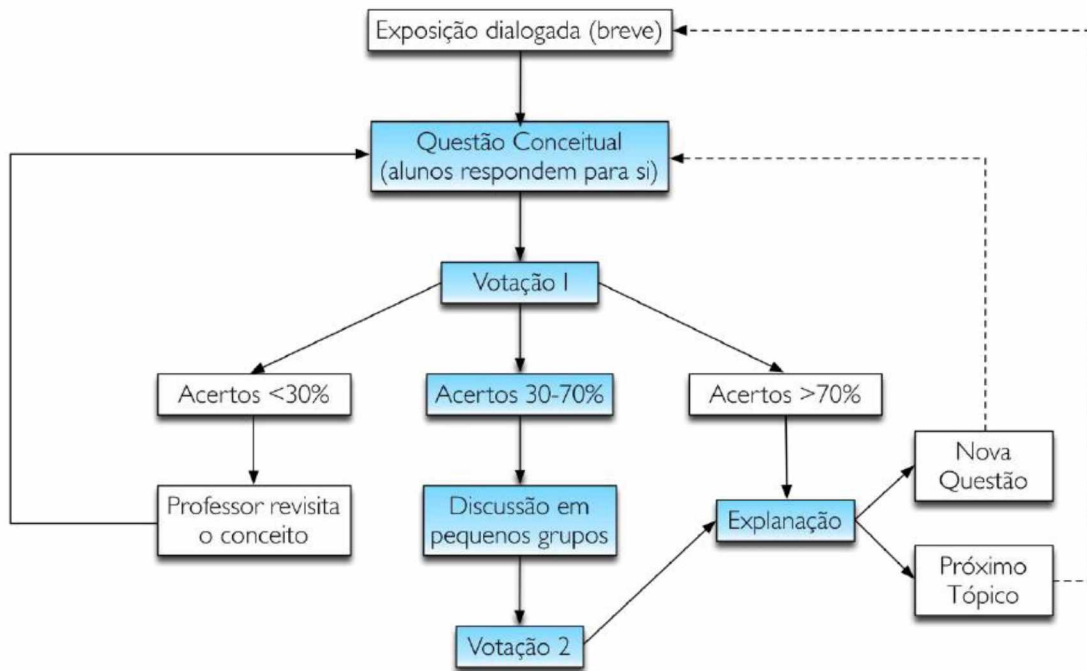 Exposição dialogada (breve)
Questão Conceitual
(alunos respondem para si)
Votação I
Acertos <30%
Acertos 30-70%
Acertos >70%
Professor revisita
o conceito
Discussão em
pequenos grupos
Explanação
Nova
Questão
Próximo
Tópico
Votação 2